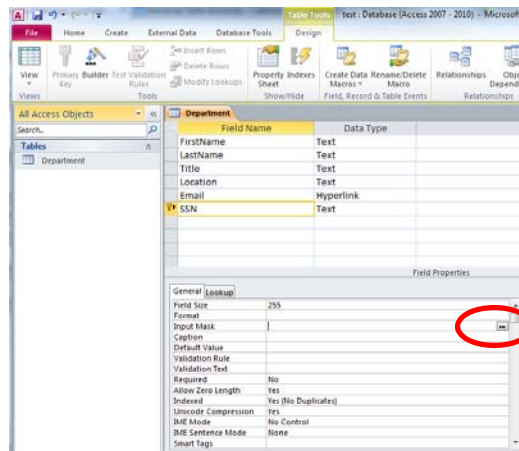 Table Tools test : Database (Access 2007 - 2010) - Microsof
File Home Create External Data Database Tools Design
View Primary Key Builder Test Validation Rules Insert Rows Delete Rows Modify Lookups Property Sheet Indexes Create Data Macros Rename/Delete Macro Relationships Obje Depend
Views Tools Show/Hide Field, Record & Table Events Relationships
All Access Objects
Search...
Tables
Department
Department
Field Name Data Type
FirstName Text
LastName Text
Title Text
Location Text
Email Hyperlink
SSN Text
Field Properties
General Lookup
Field Size 255
Format
Input Mask
Caption
Default Value
Validation Rule
Validation Text
Required No
Allow Zero Length Yes
Indexed Yes (No Duplicates)
Unicode Compression Yes
IME Mode No Control
IME Sentence Mode None
Smart Tags